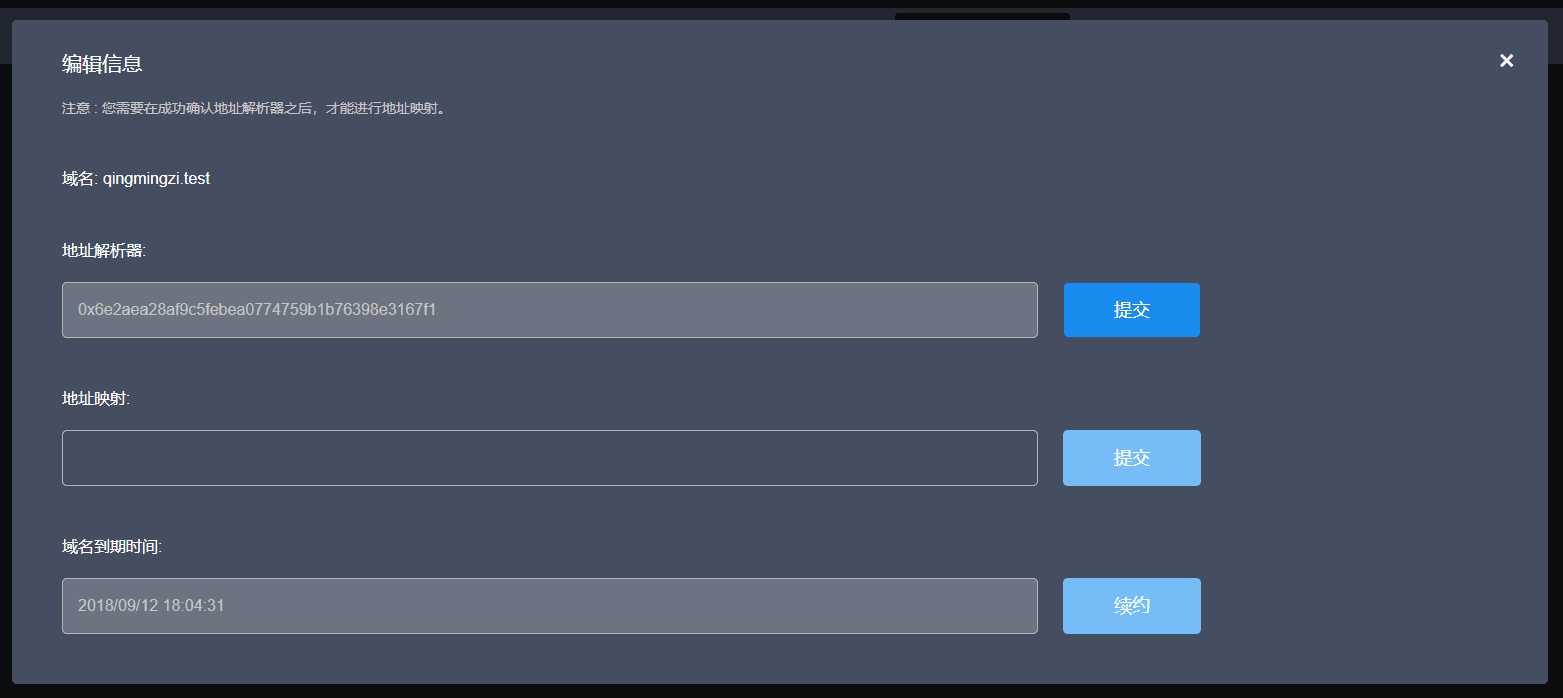 编辑信息
×
注意 : 您需要在成功确认地址解析器之后，才能进行地址映射。
域名: qingmingzi.test
地址解析器:
0x6e2aea28af9c5febea0774759b1b76398e3167f1
提交
地址映射:
提交
域名到期时间:
2018/09/12 18:04:31
续约